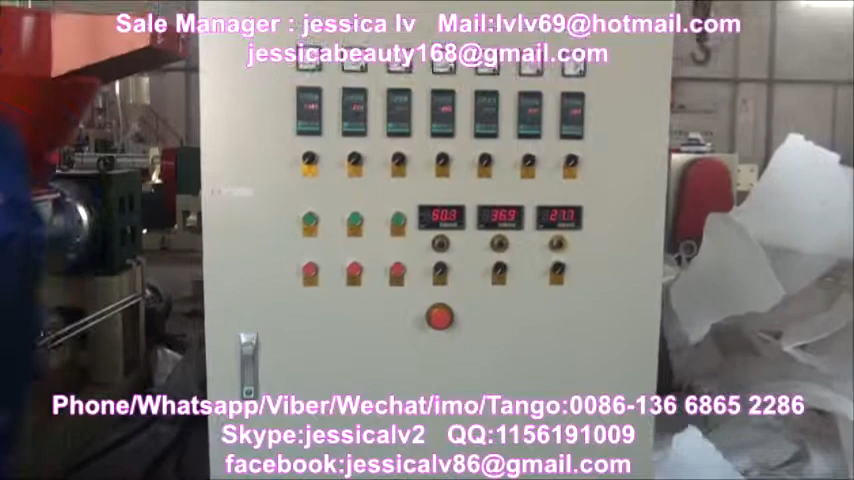 Sale Manager : jessica lv Mail:lvlv69@hotmail.com
jessicabeauty168@gmail.com
50.8 36.9 27.7
Phone/WhatsApp/Viber/Wechat/imo/Tango:0086-136 6865 2286
Skype:jessicalv2 QQ:1156191009
facebook:jessicalv86@gmail.com